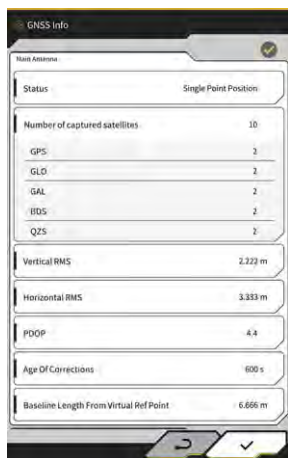 GNSS Info
Main Antenna
Status Single Point Position
Number of captured satellites 10
GPS 2
GLO 2
GAL 2
BDS 2
QZS 2
Vertical RMS 2.222 m
Horizontal RMS 3.333 m
PDOP 4.4
Age Of Corrections 600 s
Baseline Length From Virtual Ref Point 6.666 m